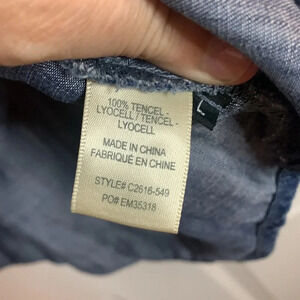 100% TENCEL -
LYOCELL / TENCEL -
LYOCELL
MADE IN CHINA
FABRIQUÉ EN CHINE
STYLE# C2616-549
PO# EM35318
L